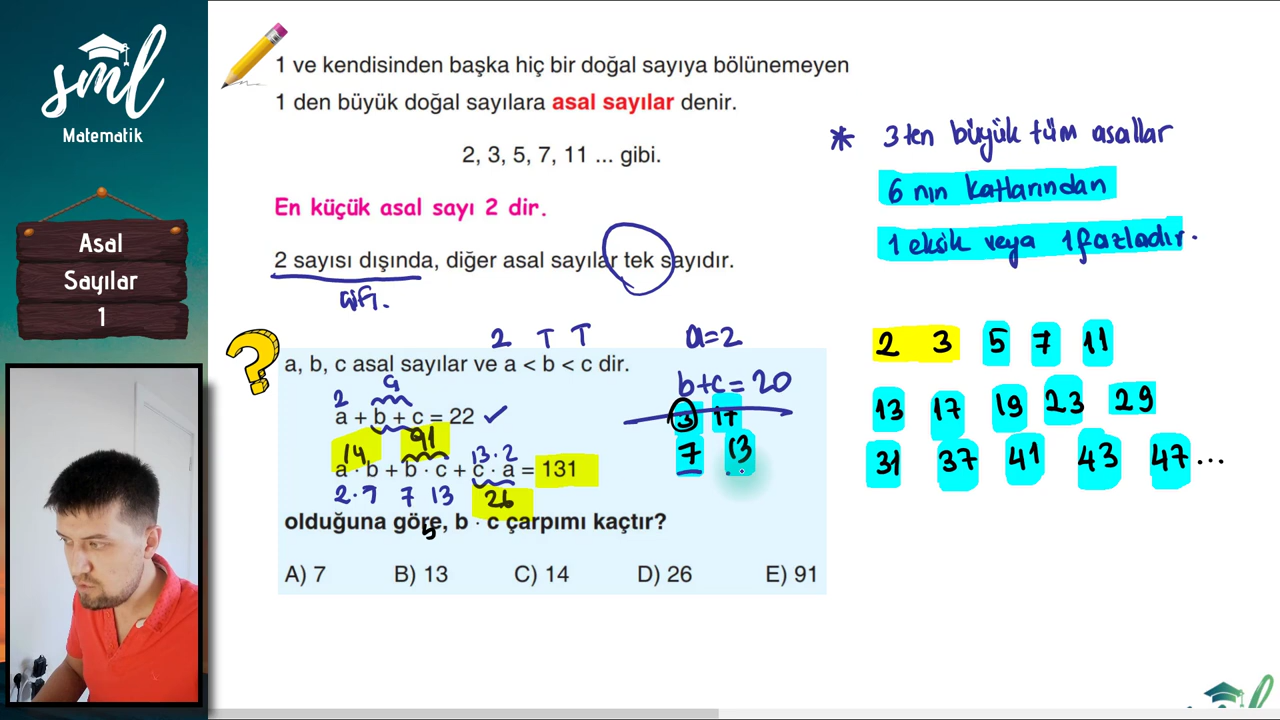 sml
Matematik
Asal
Sayılar
1
1 ve kendisinden başka hiç bir doğal sayıya bölünemeyen
1 den büyük doğal sayılara asal sayılar denir.
2, 3, 5, 7, 11 ... gibi.
En küçük asal sayı 2 dir.
2 sayısı dışında, diğer asal sayılar tek sayıdır.
çift.
2 T T
a, b, c asal sayılar ve a < b < c dir.
2
a + b + c = 22 ✓
14 91 13·2
a · b + b · c + c · a = 131
2·7 7 13 26
olduğuna göre, b · c çarpımı kaçtır?
A) 7 B) 13 C) 14 D) 26 E) 91
a=2
b+c=20
3 17
7 13
* 3ten büyük tüm asallar
6 nın katlarından
1 eksik veya 1 fazladır.
2 3 5 7 11
13 17 19 23 29
31 37 41 43 47...
sml